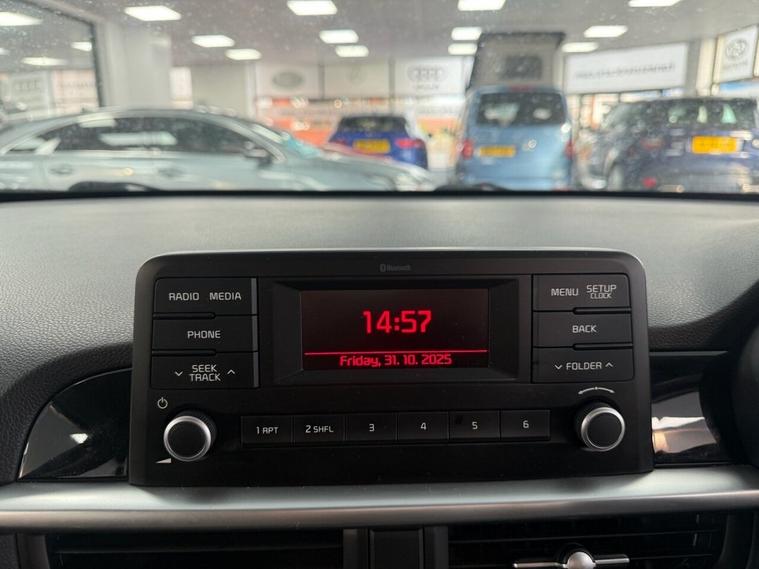 Bluetooth
RADIO MEDIA
PHONE
SEEK
TRACK
14:57
Friday, 31. 10. 2025
MENU SETUP
CLOCK
BACK
FOLDER
1 RPT 2 SHFL 3 4 5 6